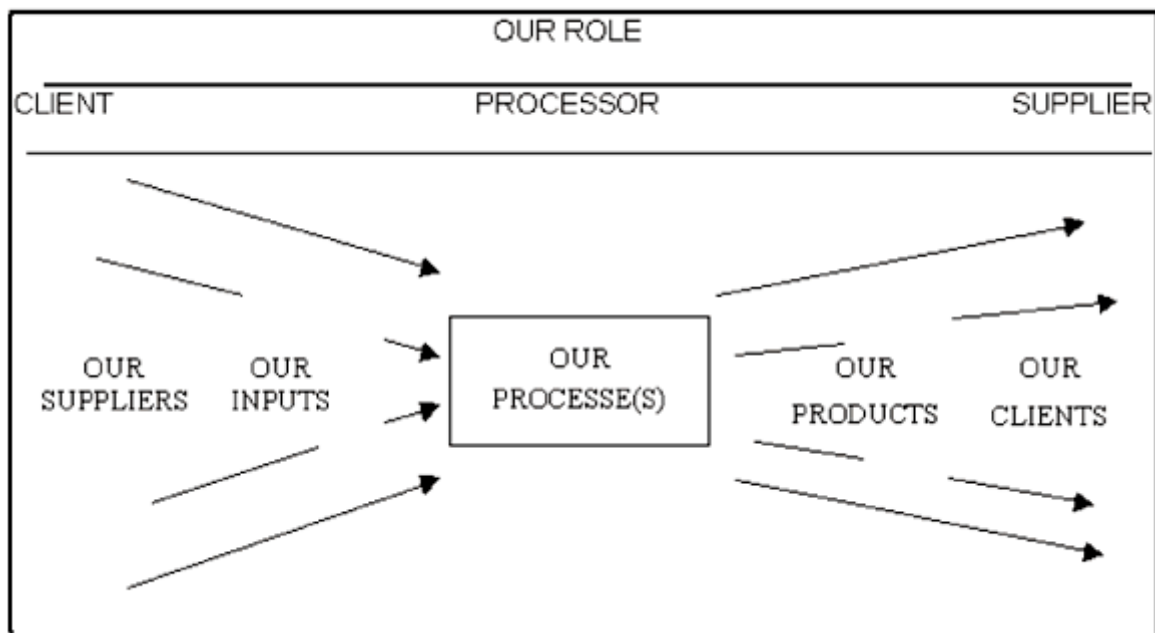 OUR ROLE
CLIENT PROCESSOR SUPPLIER
OUR SUPPLIERS
OUR INPUTS
OUR PROCESSE(S)
OUR PRODUCTS
OUR CLIENTS